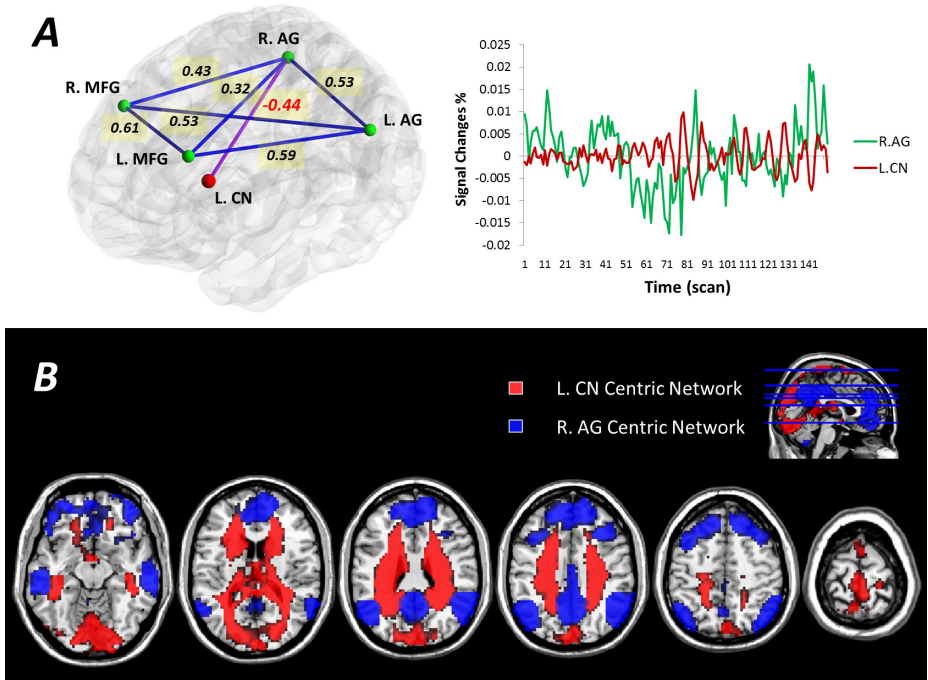 A
R. AG
R. MFG
0.43
0.32
0.53
-0.44
0.61
0.53
L. AG
L. MFG
0.59
L. CN
0.025
0.02
0.015
0.01
0.005
0
-0.005
-0.01
-0.015
-0.02
Signal Changes %
1 11 21 31 41 51 61 71 81 91 101 111 121 131 141
Time (scan)
R.AG
L.CN
B
L. CN Centric Network
R. AG Centric Network